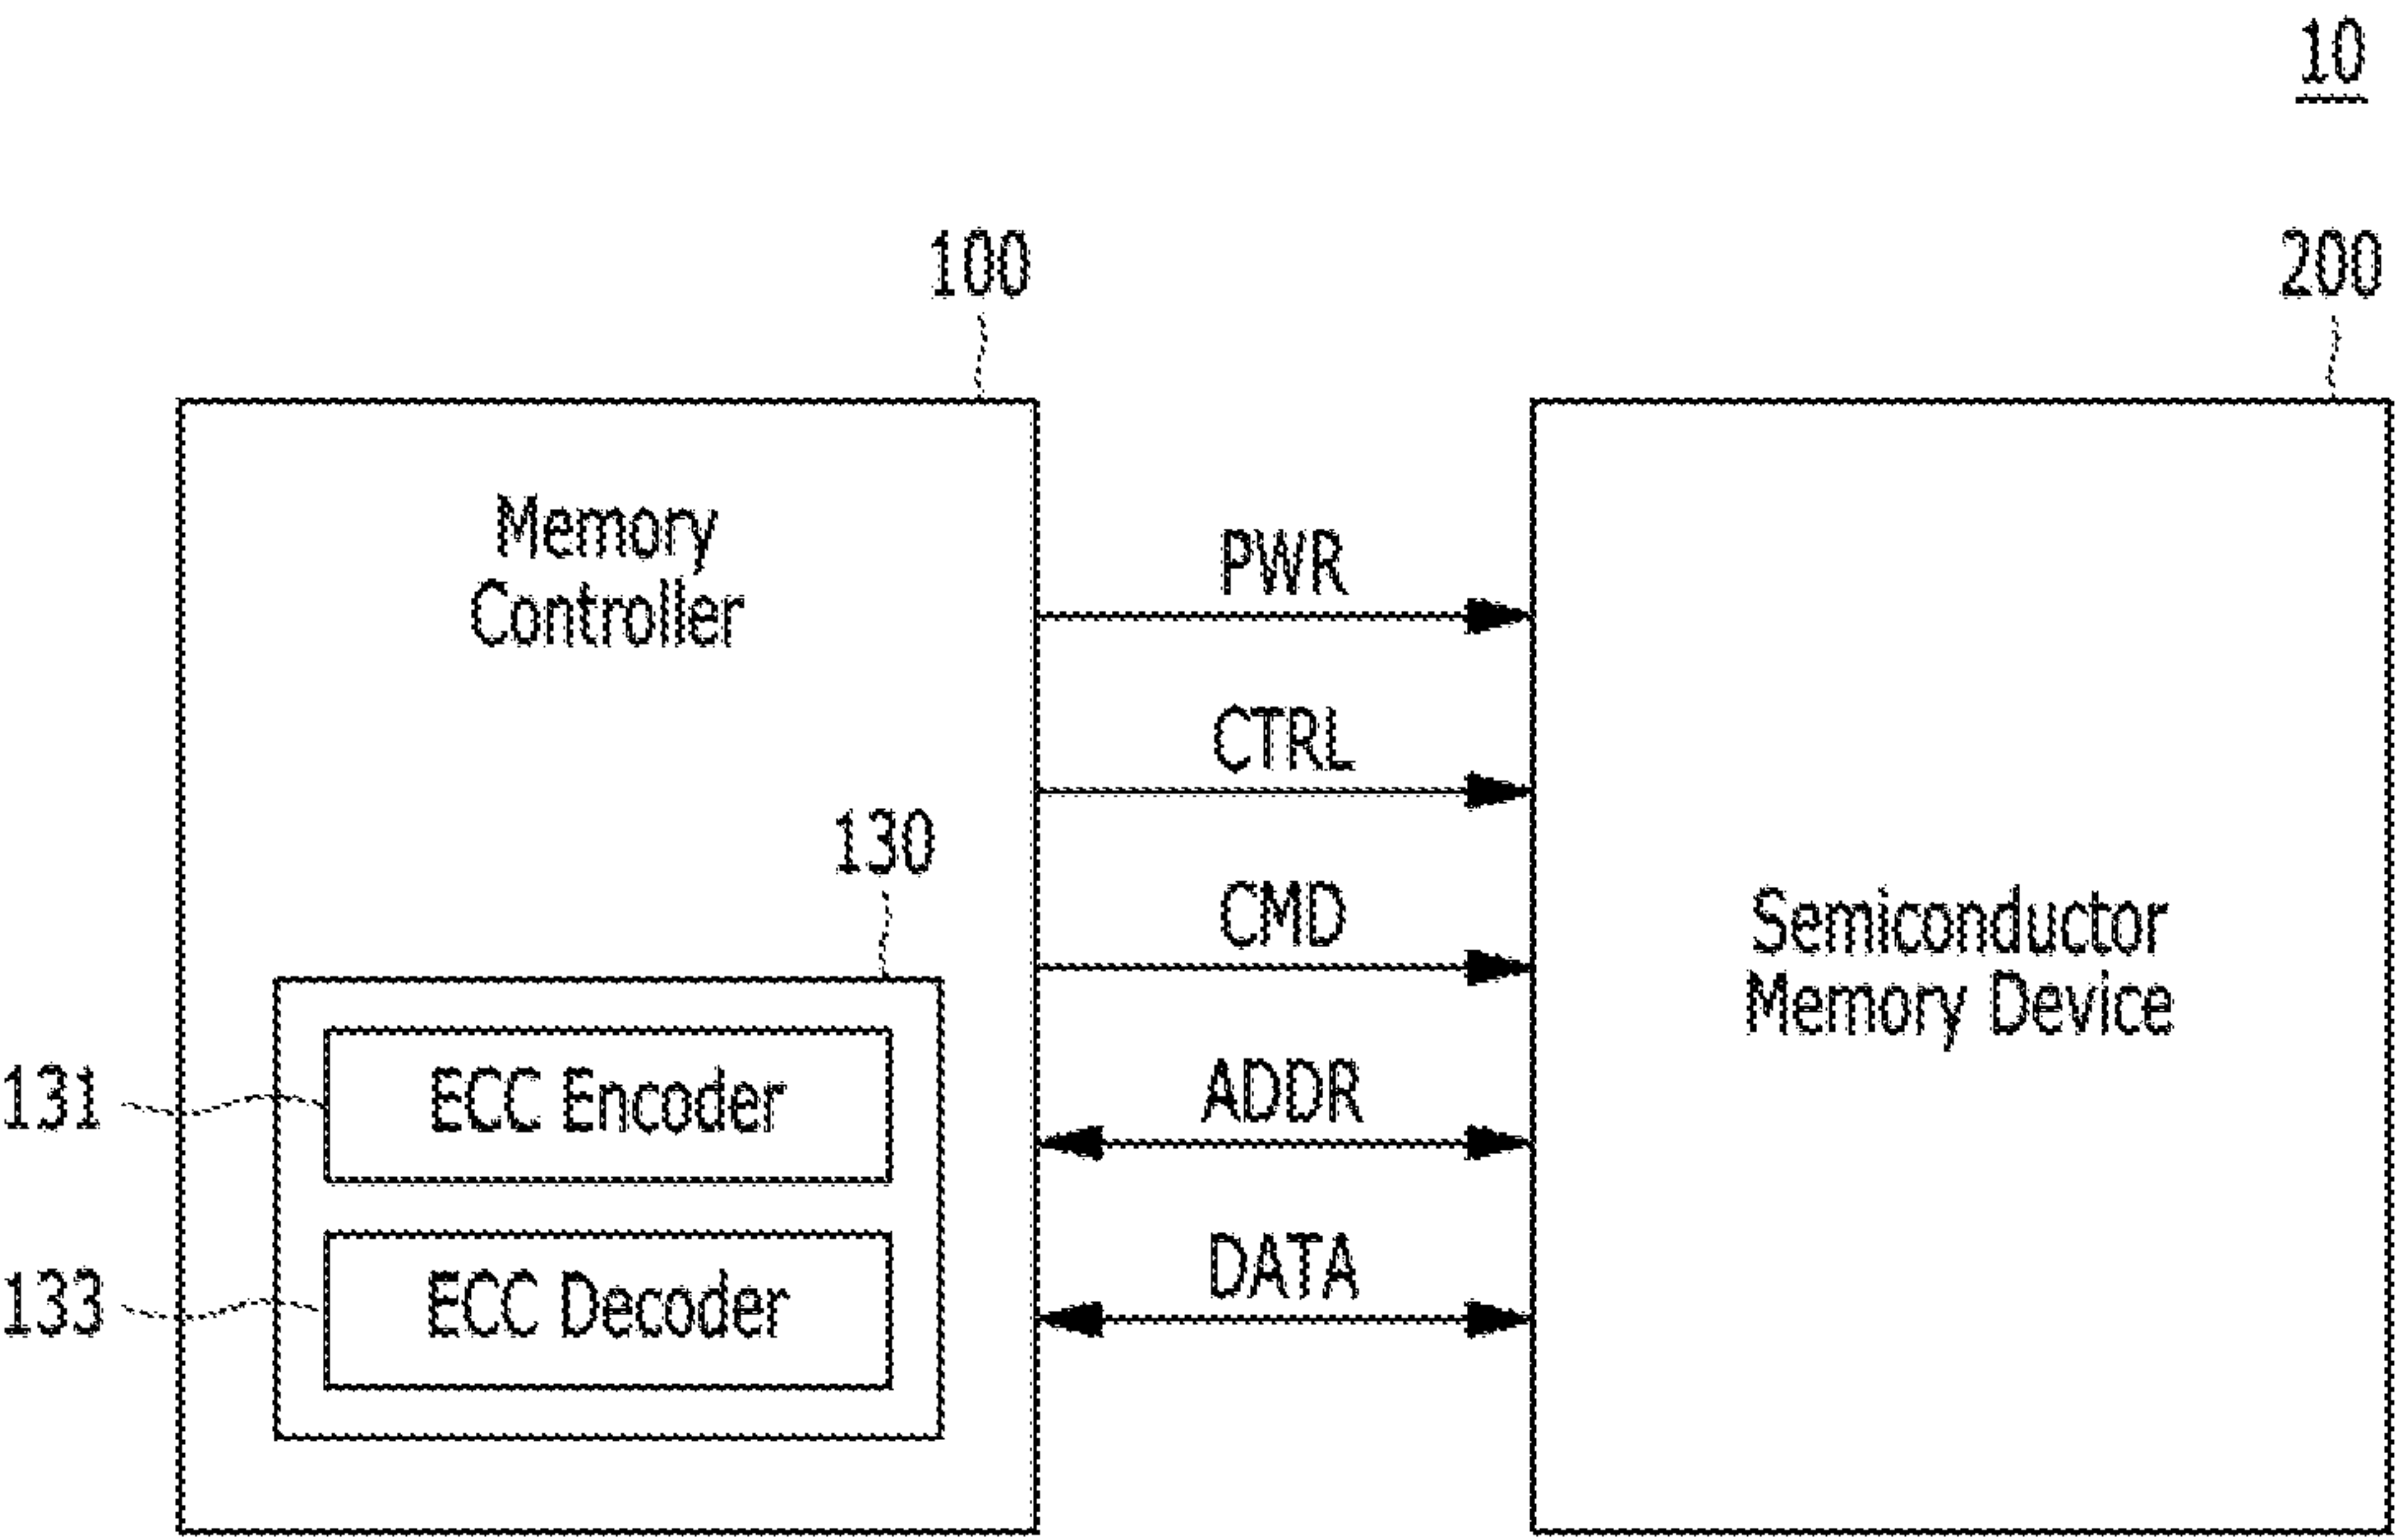 10
100
200
Memory
Controller
PWR
CTRL
130
CMD
Semiconductor
Memory Device
131
ECC Encoder
ADDR
133
ECC Decoder
DATA